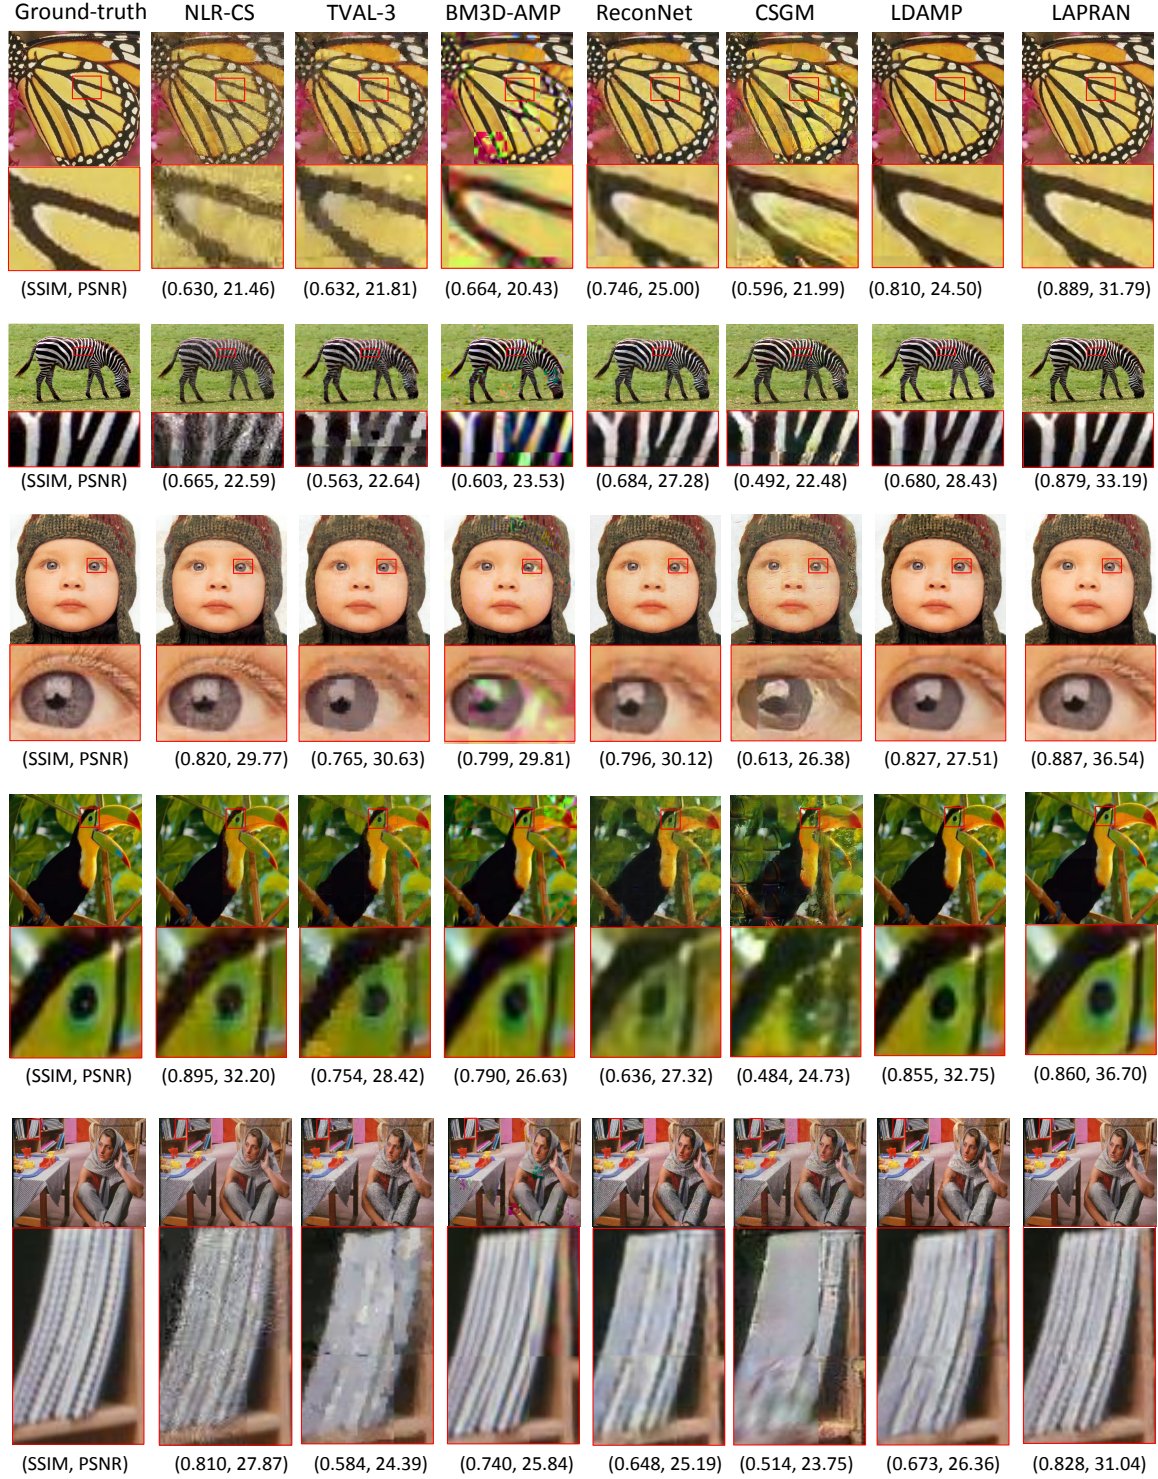 Ground-truth NLR-CS TVAL-3 BM3D-AMP ReconNet CSGM LDAMP LAPRAN
(SSIM, PSNR) (0.630, 21.46) (0.632, 21.81) (0.664, 20.43) (0.746, 25.00) (0.596, 21.99) (0.810, 24.50) (0.889, 31.79)
(SSIM, PSNR) (0.665, 22.59) (0.563, 22.64) (0.603, 23.53) (0.684, 27.28) (0.492, 22.48) (0.680, 28.43) (0.879, 33.19)
(SSIM, PSNR) (0.820, 29.77) (0.765, 30.63) (0.799, 29.81) (0.796, 30.12) (0.613, 26.38) (0.827, 27.51) (0.887, 36.54)
(SSIM, PSNR) (0.895, 32.20) (0.754, 28.42) (0.790, 26.63) (0.636, 27.32) (0.484, 24.73) (0.855, 32.75) (0.860, 36.70)
(SSIM, PSNR) (0.810, 27.87) (0.584, 24.39) (0.740, 25.84) (0.648, 25.19) (0.514, 23.75) (0.673, 26.36) (0.828, 31.04)